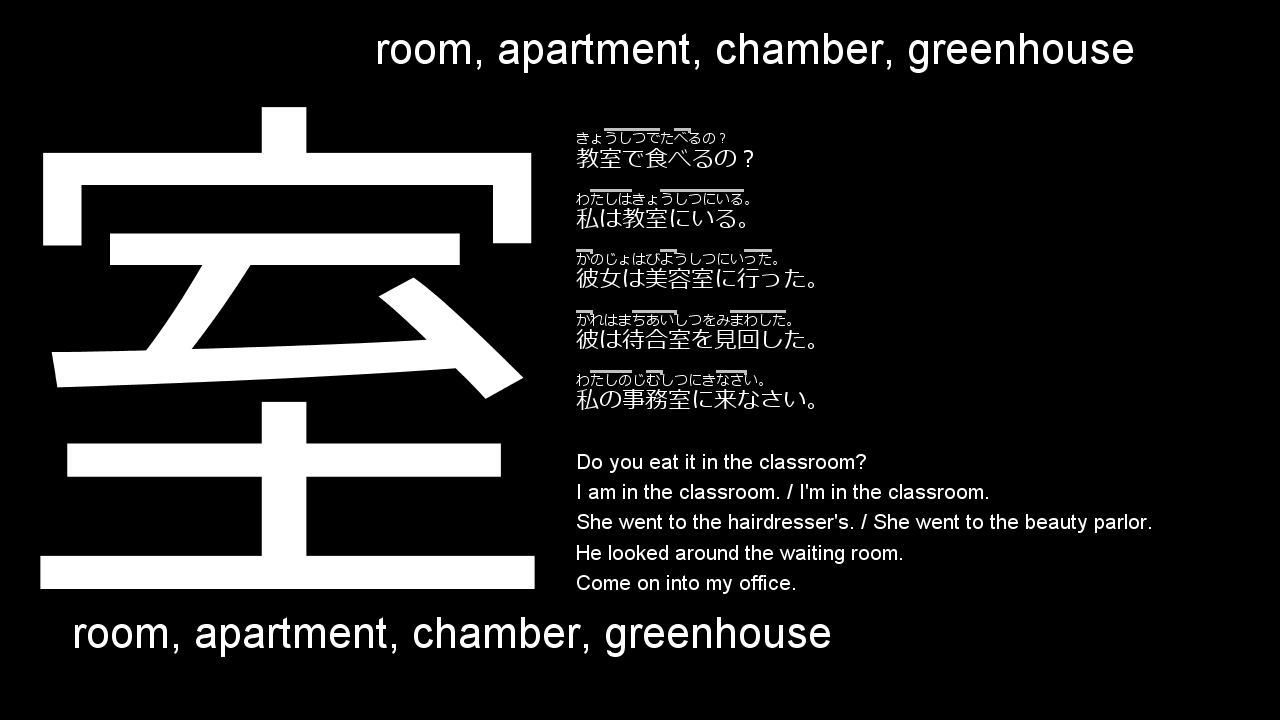 room, apartment, chamber, greenhouse
室
きょうしつでたべるの？
教室で食べるの？
わたしはきょうしつにいる。
私は教室にいる。
かのじょはびようしつにいった。
彼女は美容室に行った。
かれはまちあいしつをみまわした。
彼は待合室を見回した。
わたしのじむしつにきなさい。
私の事務室に来なさい。
Do you eat it in the classroom?
I am in the classroom. / I'm in the classroom.
She went to the hairdresser's. / She went to the beauty parlor.
He looked around the waiting room.
Come on into my office.
room, apartment, chamber, greenhouse